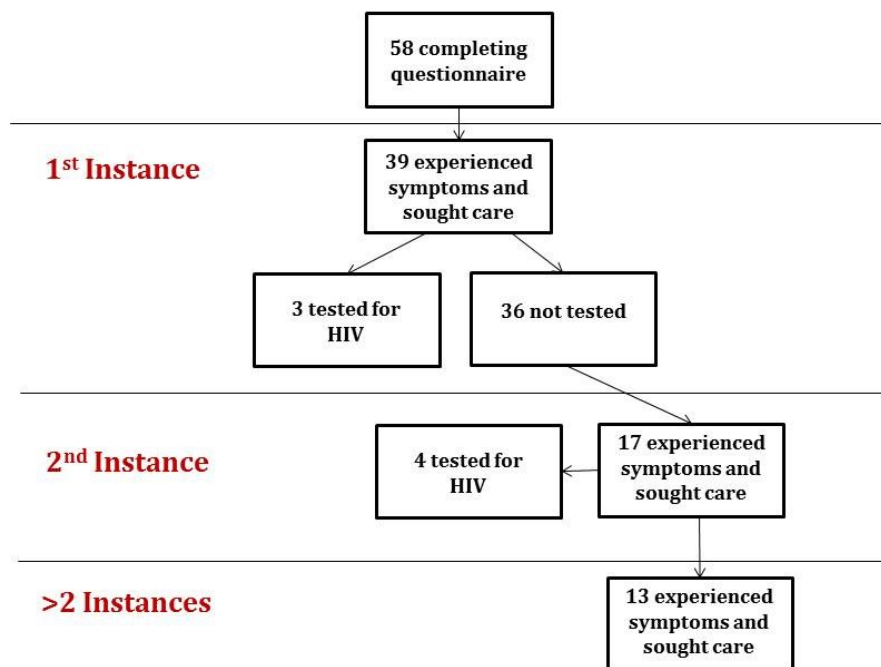 58 completing
questionnaire
1st Instance
39 experienced
symptoms and
sought care
3 tested for
HIV
36 not tested
2nd Instance
4 tested for
HIV
17 experienced
symptoms and
sought care
>2 Instances
13 experienced
symptoms and
sought care